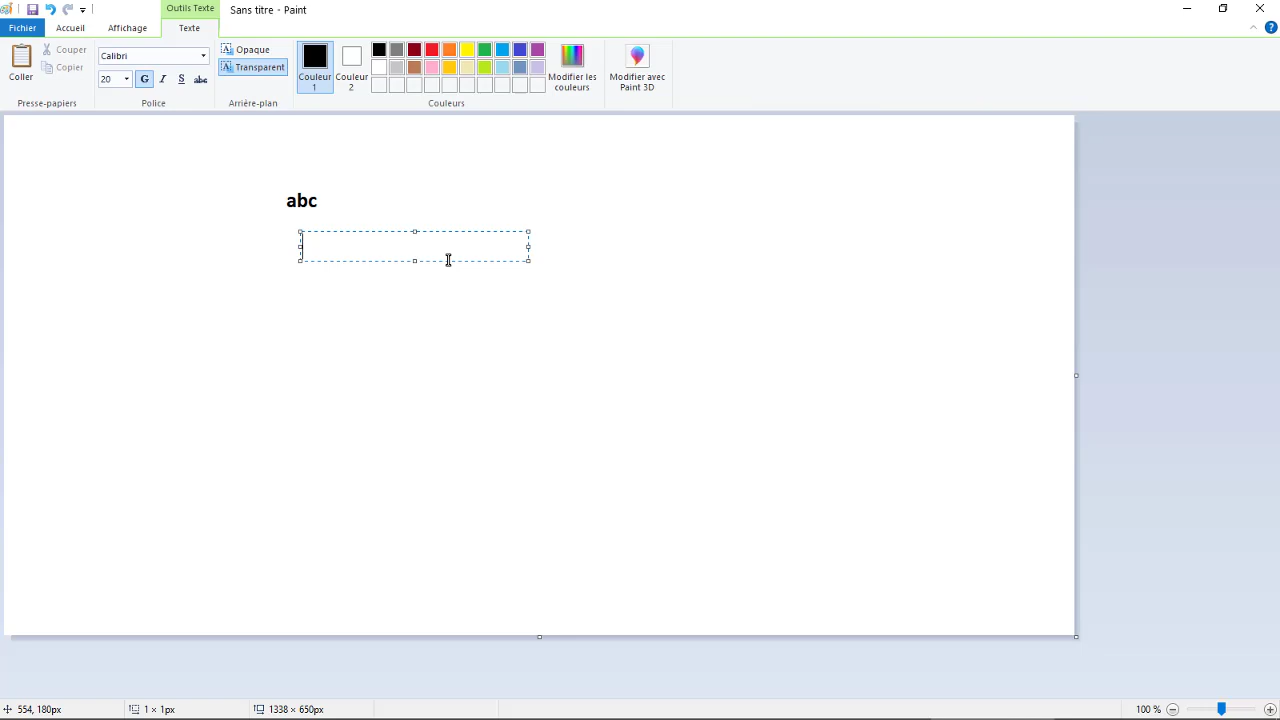 Outils Texte
Sans titre - Paint
Fichier
Accueil
Affichage
Texte
Coller
Couper
Copier
Presse-papiers
Calibri
20
G I S abc
Police
Opaque
Transparent
Arrière-plan
Couleur 1
Couleur 2
Couleurs
Modifier les couleurs
Modifier avec Paint 3D
abc
554, 180px
1 × 1px
1338 × 650px
100 %